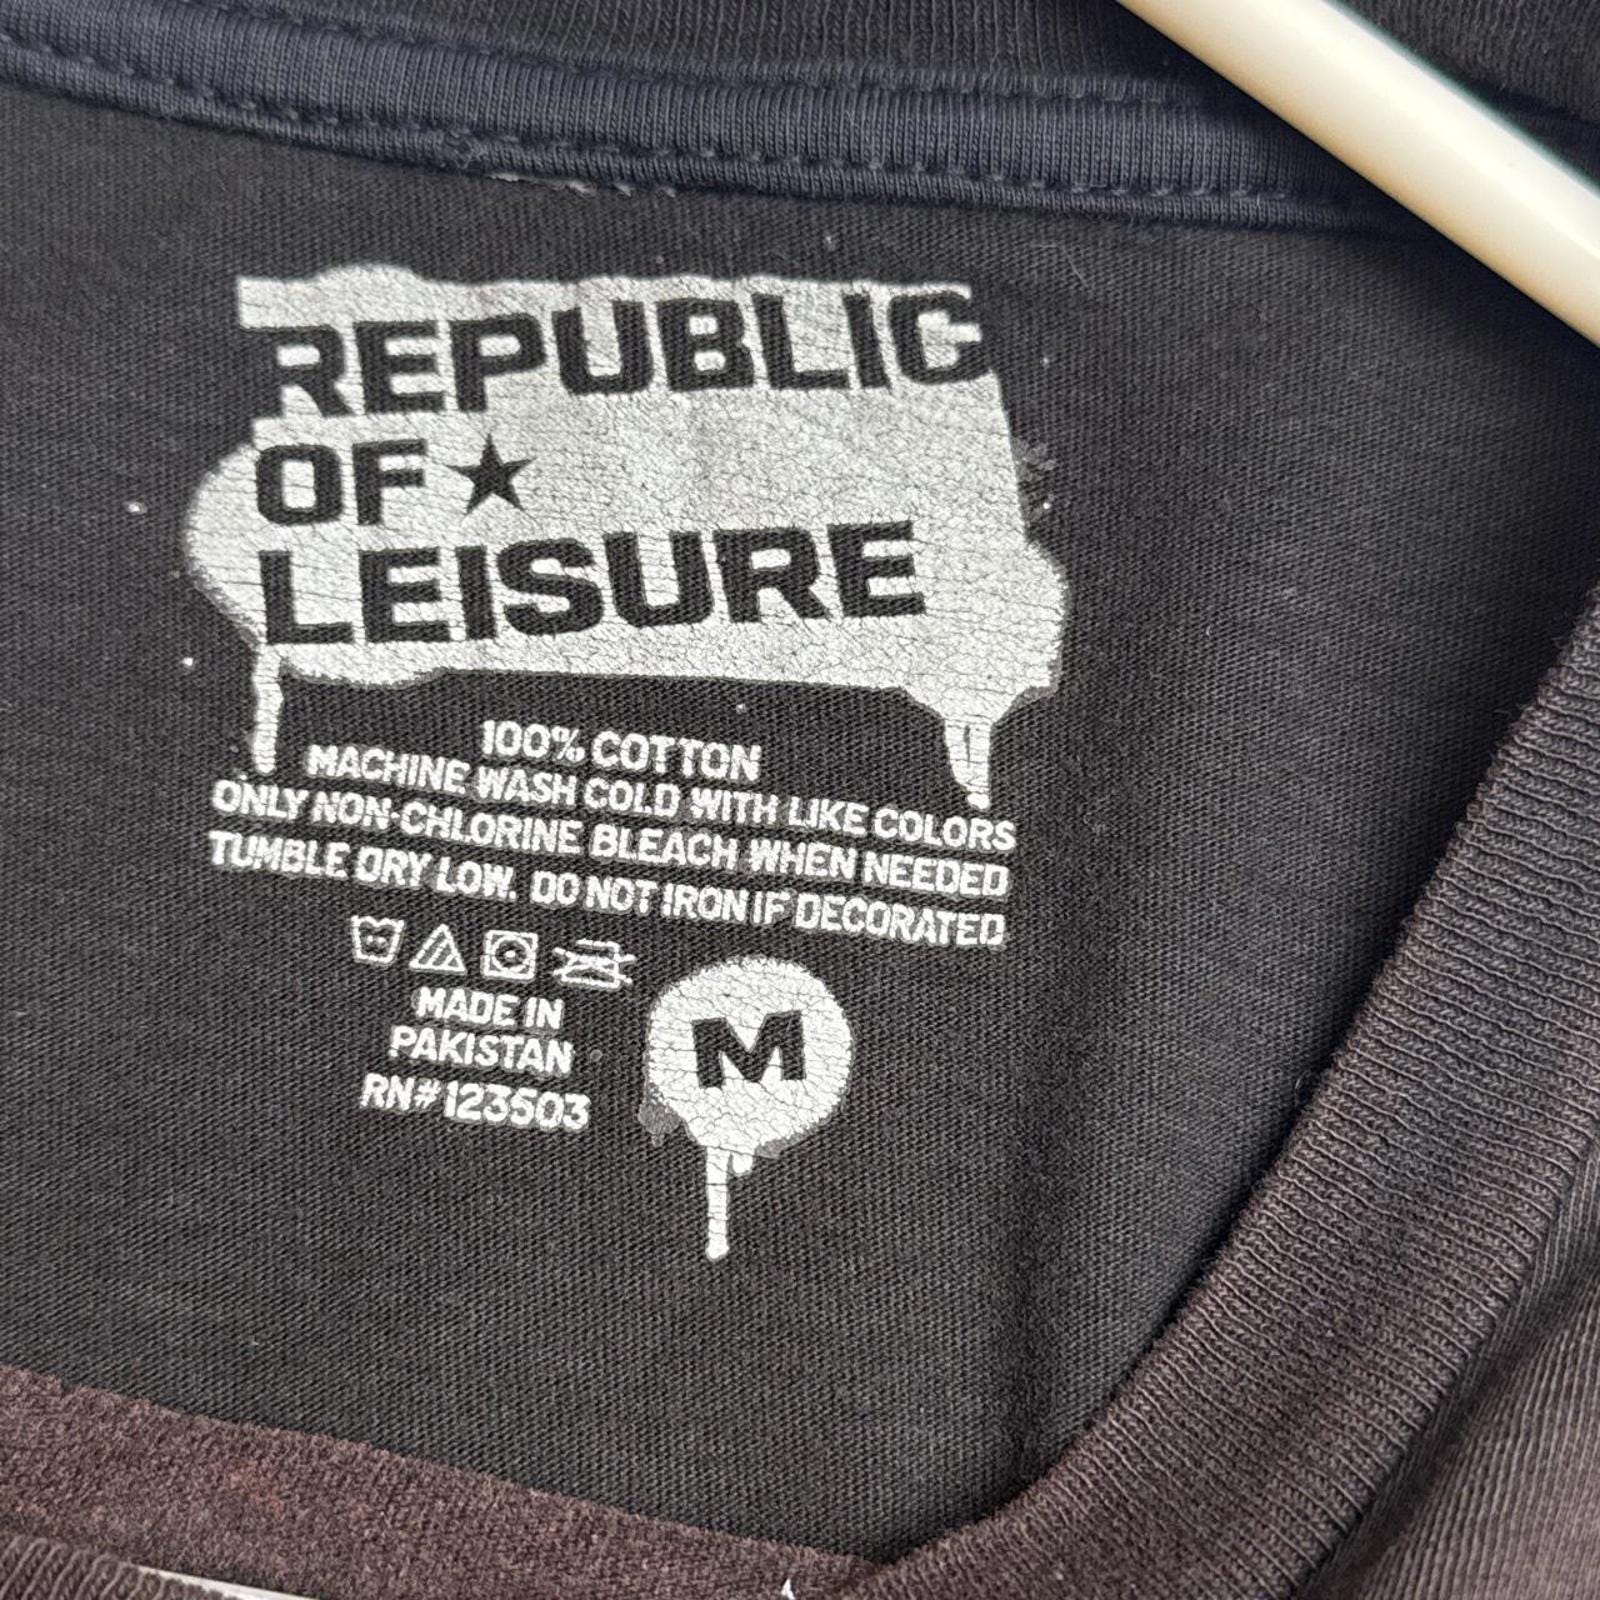 REPUBLIC
OF★
LEISURE
100% COTTON
MACHINE WASH COLD WITH LIKE COLORS
ONLY NON-CHLORINE BLEACH WHEN NEEDED
TUMBLE DRY LOW. DO NOT IRON IF DECORATED
MADE IN
PAKISTAN
RN#123503
M